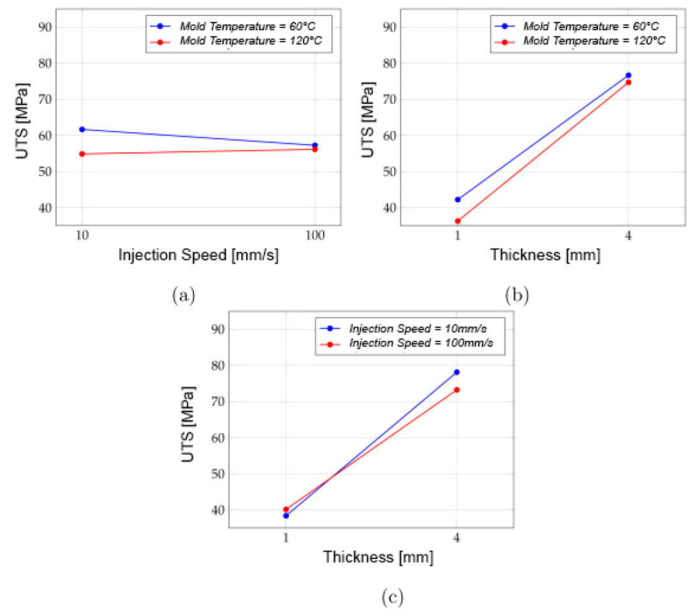 Mold Temperature = 60°C
Mold Temperature = 120°C
90
80
70
60
50
40
UTS [MPa]
10
100
Injection Speed [mm/s]
(a)
Mold Temperature = 60°C
Mold Temperature = 120°C
90
80
70
60
50
40
UTS [MPa]
1
4
Thickness [mm]
(b)
Injection Speed = 10mm/s
Injection Speed = 100mm/s
90
80
70
60
50
40
UTS [MPa]
1
4
Thickness [mm]
(c)